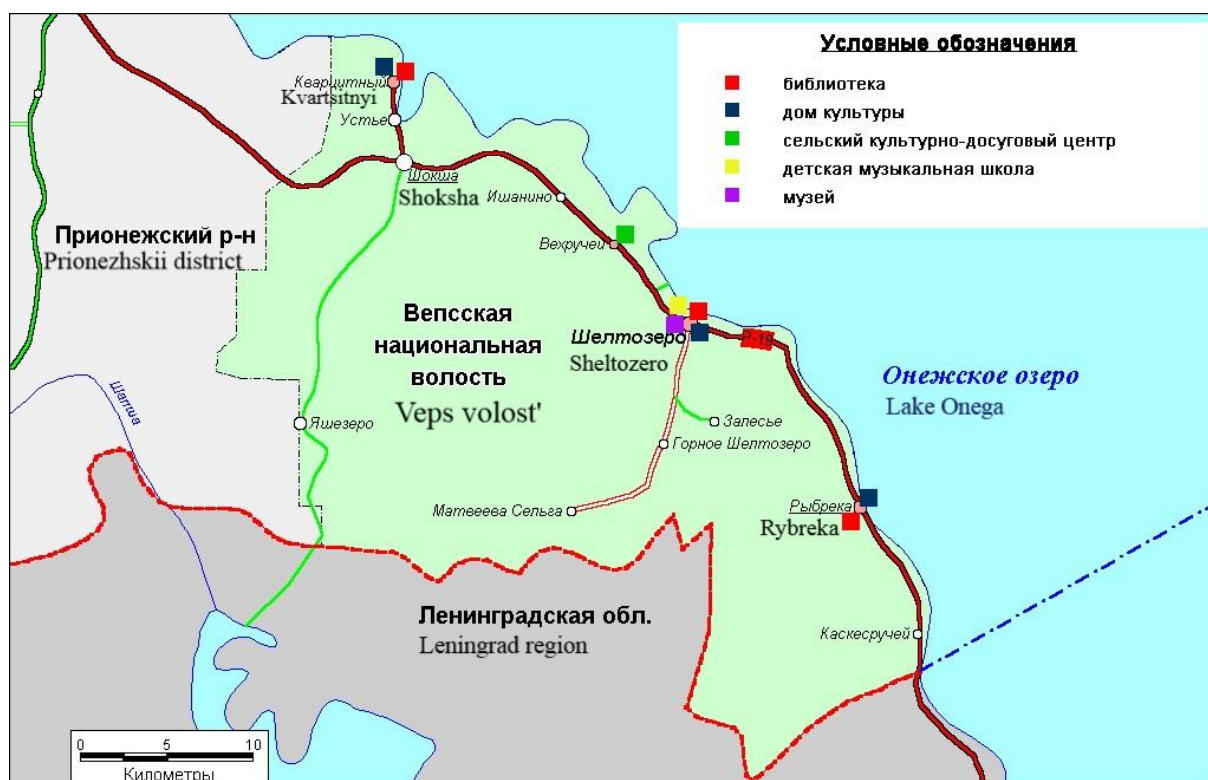 Условные обозначения
библиотека
дом культуры
сельский культурно-досуговый центр
детская музыкальная школа
музей
Кварцитный
Kvartsitnyi
Устье
Шокша
Shoksha
Ишанино
Вехручей
Прионежский р-н
Prionezhskii district
Вепсская
национальная
волость
Veps volost'
Шелтозеро
Sheltozero
Р-19
Онежское озеро
Lake Onega
Шапша
Яшезеро
Залесье
Горное Шелтозеро
Матвеева Сельга
Рыбрека
Rybreka
Ленинградская обл.
Leningrad region
Каскесручей
0 5 10
Километры